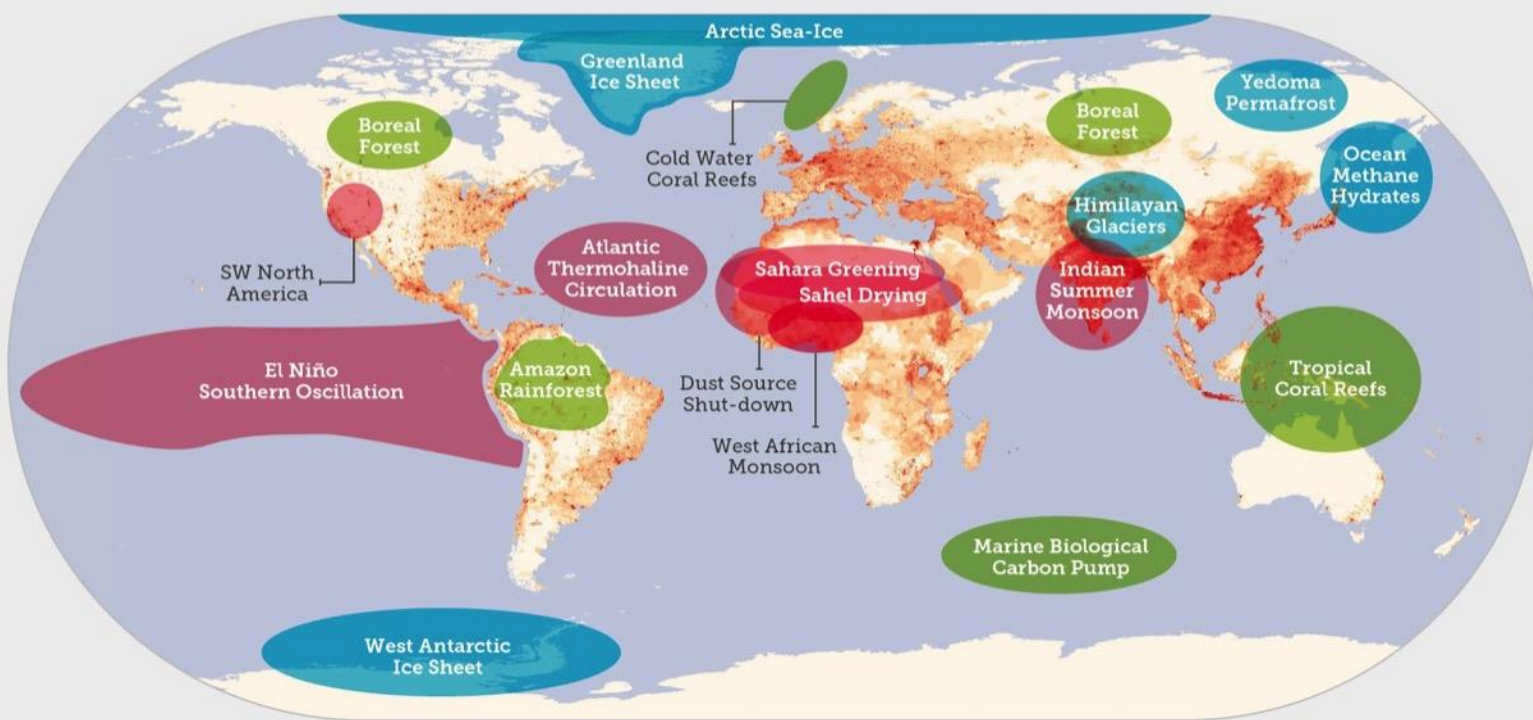 Arctic Sea-Ice
Greenland
Ice Sheet
Yedoma
Permafrost
Boreal
Forest
Boreal
Forest
Cold Water
Coral Reefs
Ocean
Methane
Hydrates
Himilayan
Glaciers
SW North
America
Atlantic
Thermohaline
Circulation
Sahara Greening
Sahel Drying
Indian
Summer
Monsoon
El Niño
Southern Oscillation
Amazon
Rainforest
Dust Source
Shut-down
West African
Monsoon
Tropical
Coral Reefs
Marine Biological
Carbon Pump
West Antarctic
Ice Sheet